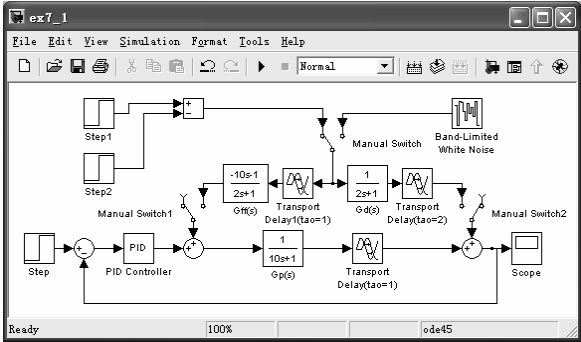 ex7_1
File Edit View Simulation Format Tools Help
Normal
+
−
Step1
Step2
Manual Switch
Band-Limited
White Noise
-10s-1
2s+1
Gff(s)
Transport
Delay1(tao=1)
1
2s+1
Gd(s)
Transport
Delay(tao=2)
Manual Switch1
Manual Switch2
Step
PID
PID Controller
1
10s+1
Gp(s)
Transport
Delay(tao=1)
Scope
Ready
100%
ode45